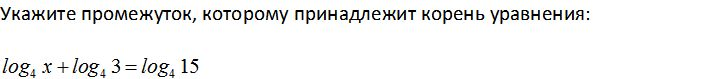 Укажите промежуток, которому принадлежит корень уравнения:
log₄ x + log₄ 3 = log₄ 15